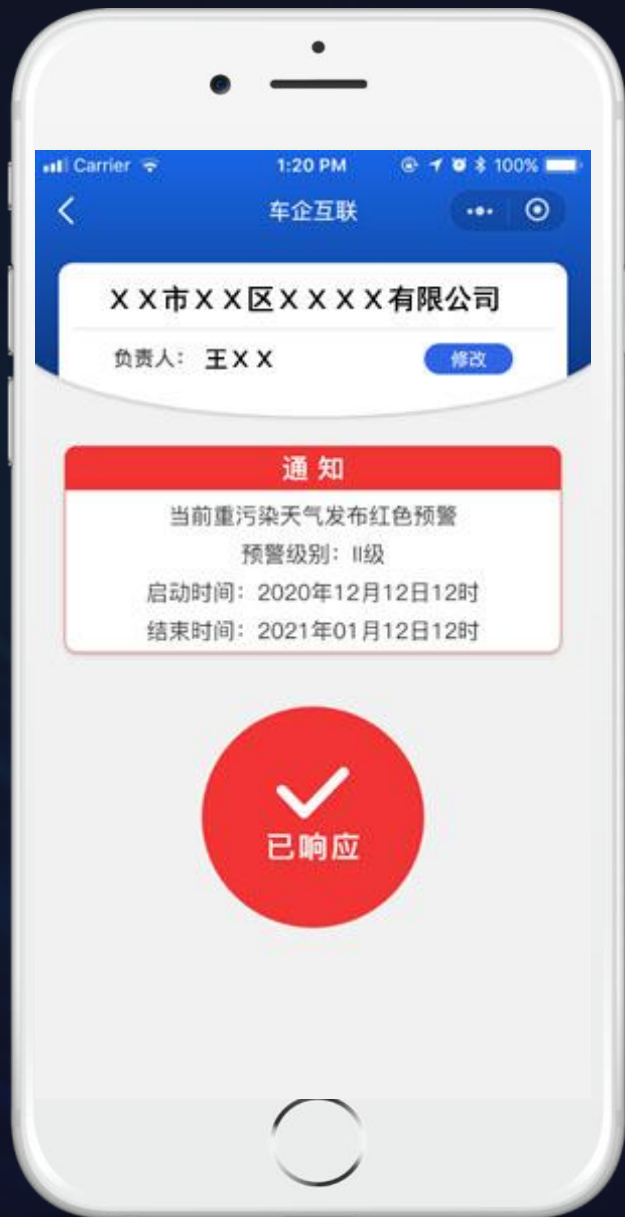 Carrier 1:20 PM 100%
车企互联
XX市XX区XXXX有限公司
负责人：王XX 修改
通知
当前重污染天气发布红色预警
预警级别：II级
启动时间：2020年12月12日12时
结束时间：2021年01月12日12时
已响应